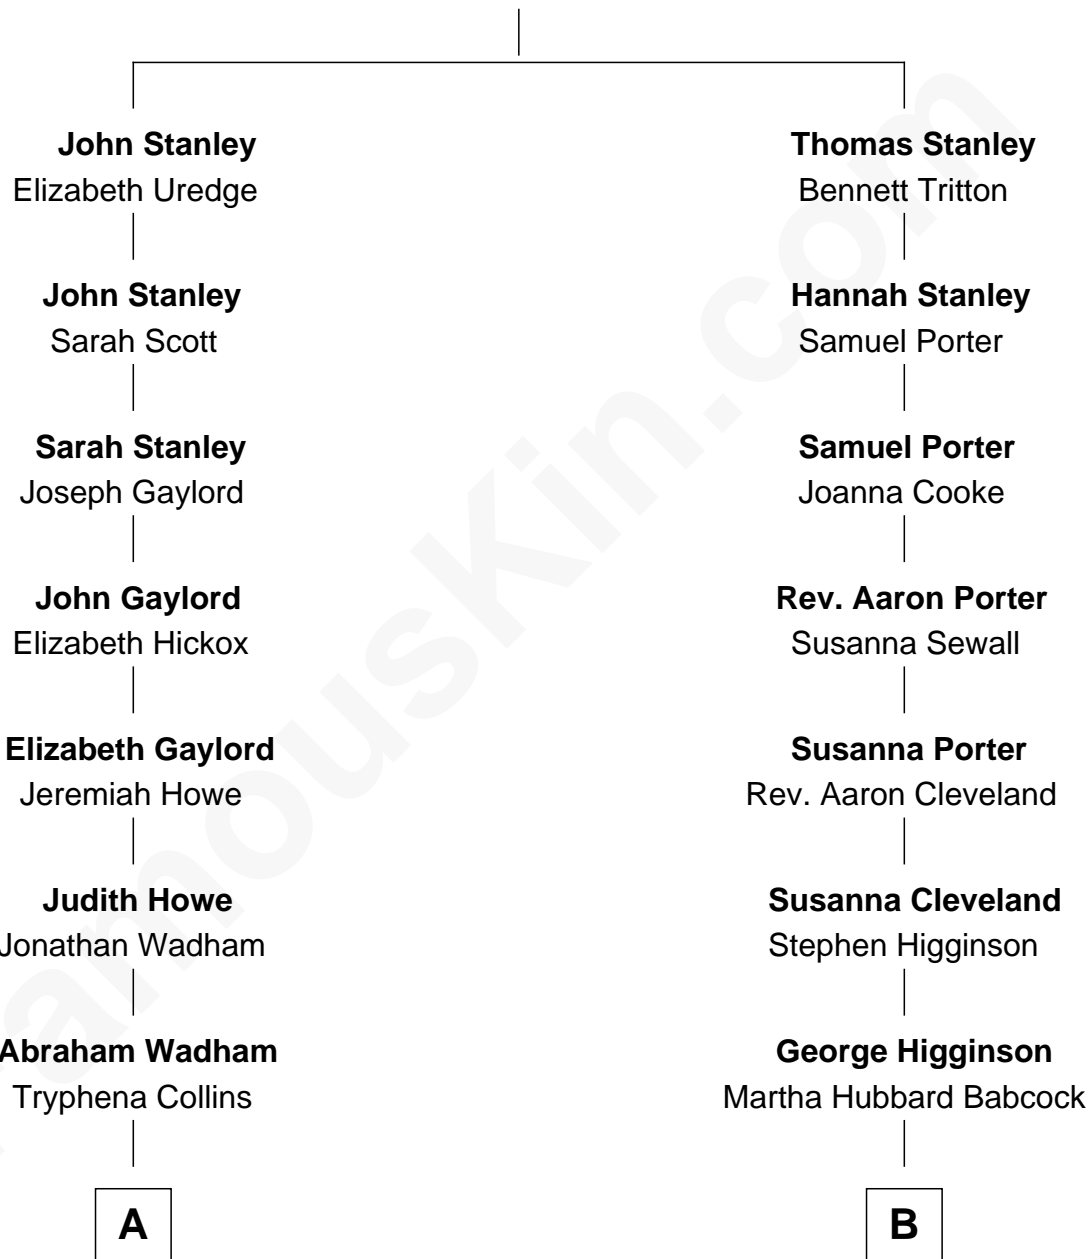 John Stanley
Elizabeth Uredge
Thomas Stanley
Bennett Tritton
John Stanley
Sarah Scott
Hannah Stanley
Samuel Porter
Sarah Stanley
Joseph Gaylord
Samuel Porter
Joanna Cooke
John Gaylord
Elizabeth Hickox
Rev. Aaron Porter
Susanna Sewall
Elizabeth Gaylord
Jeremiah Howe
Susanna Porter
Rev. Aaron Cleveland
Judith Howe
Jonathan Wadham
Susanna Cleveland
Stephen Higginson
Abraham Wadham
Tryphena Collins
George Higginson
Martha Hubbard Babcock
A
B
FamousKin.com